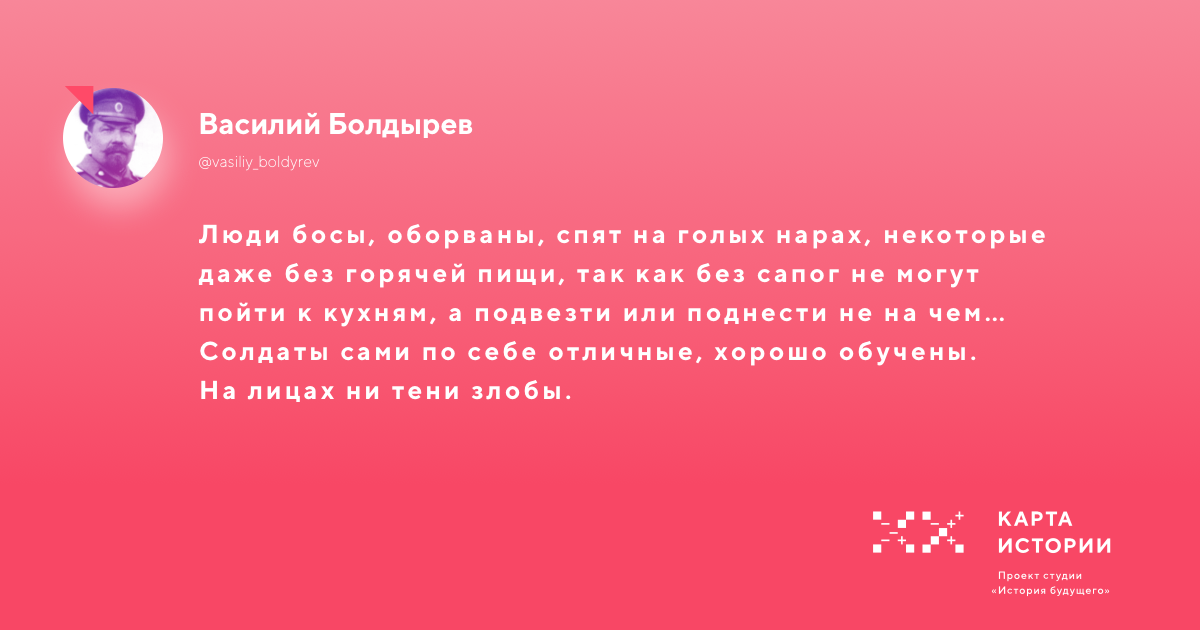 Василий Болдырев
@vasiliy_boldyrev
Люди босы, оборваны, спят на голых нарах, некоторые
даже без горячей пищи, так как без сапог не могут
пойти к кухням, а подвезти или поднести не на чем...
Солдаты сами по себе отличные, хорошо обучены.
На лицах ни тени злобы.
КАРТА
ИСТОРИИ
Проект студии
«История будущего»